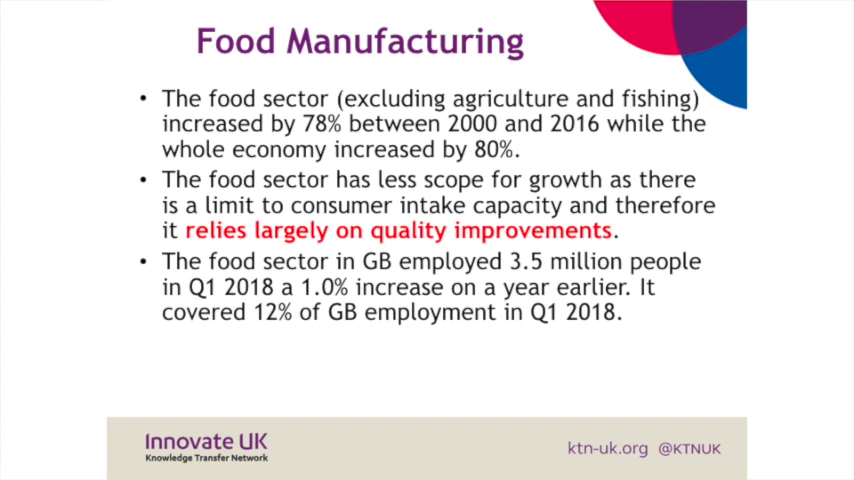 Food Manufacturing
• The food sector (excluding agriculture and fishing)
increased by 78% between 2000 and 2016 while the
whole economy increased by 80%.
• The food sector has less scope for growth as there
is a limit to consumer intake capacity and therefore
it relies largely on quality improvements.
• The food sector in GB employed 3.5 million people
in Q1 2018 a 1.0% increase on a year earlier. It
covered 12% of GB employment in Q1 2018.
Innovate UK
Knowledge Transfer Network
ktn-uk.org @KTNUK